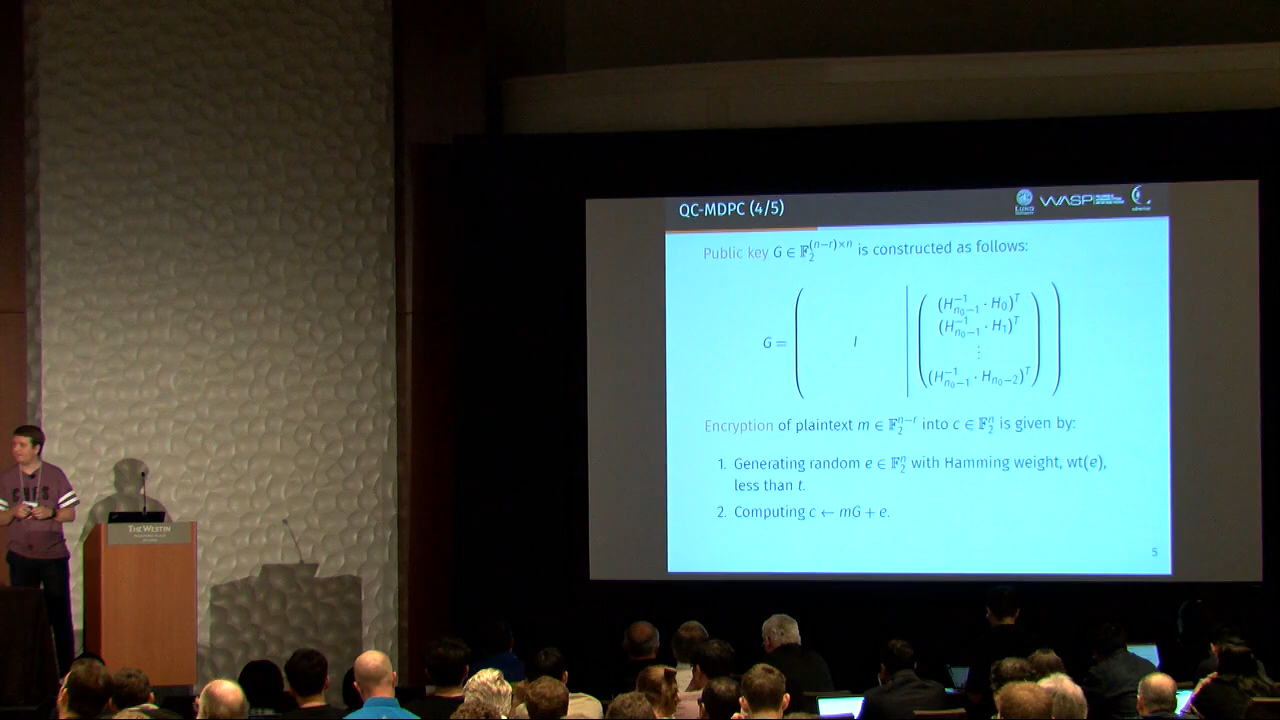 QC-MDPC (4/5)
LUND
WASP
Public key G ∈ 𝔽₂^{(n−r)×n} is constructed as follows:
G = ( I | ( (H_{n₀−1}^{−1} · H₀)^T
(H_{n₀−1}^{−1} · H₁)^T
⋮
(H_{n₀−1}^{−1} · H_{n₀−2})^T ) )
Encryption of plaintext m ∈ 𝔽₂^{n−r} into c ∈ 𝔽₂^n is given by:
1. Generating random e ∈ 𝔽₂^n with Hamming weight, wt(e),
less than t.
2. Computing c ← mG + e.
5
CHES
THE WESTIN